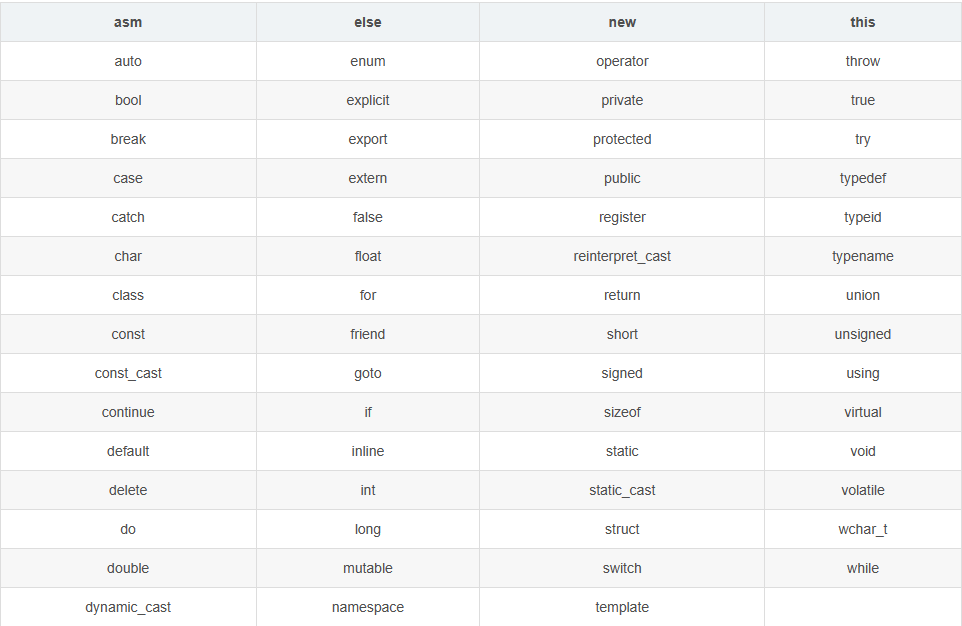 asm else new this
auto enum operator throw
bool explicit private true
break export protected try
case extern public typedef
catch false register typeid
char float reinterpret_cast typename
class for return union
const friend short unsigned
const_cast goto signed using
continue if sizeof virtual
default inline static void
delete int static_cast volatile
do long struct wchar_t
double mutable switch while
dynamic_cast namespace template